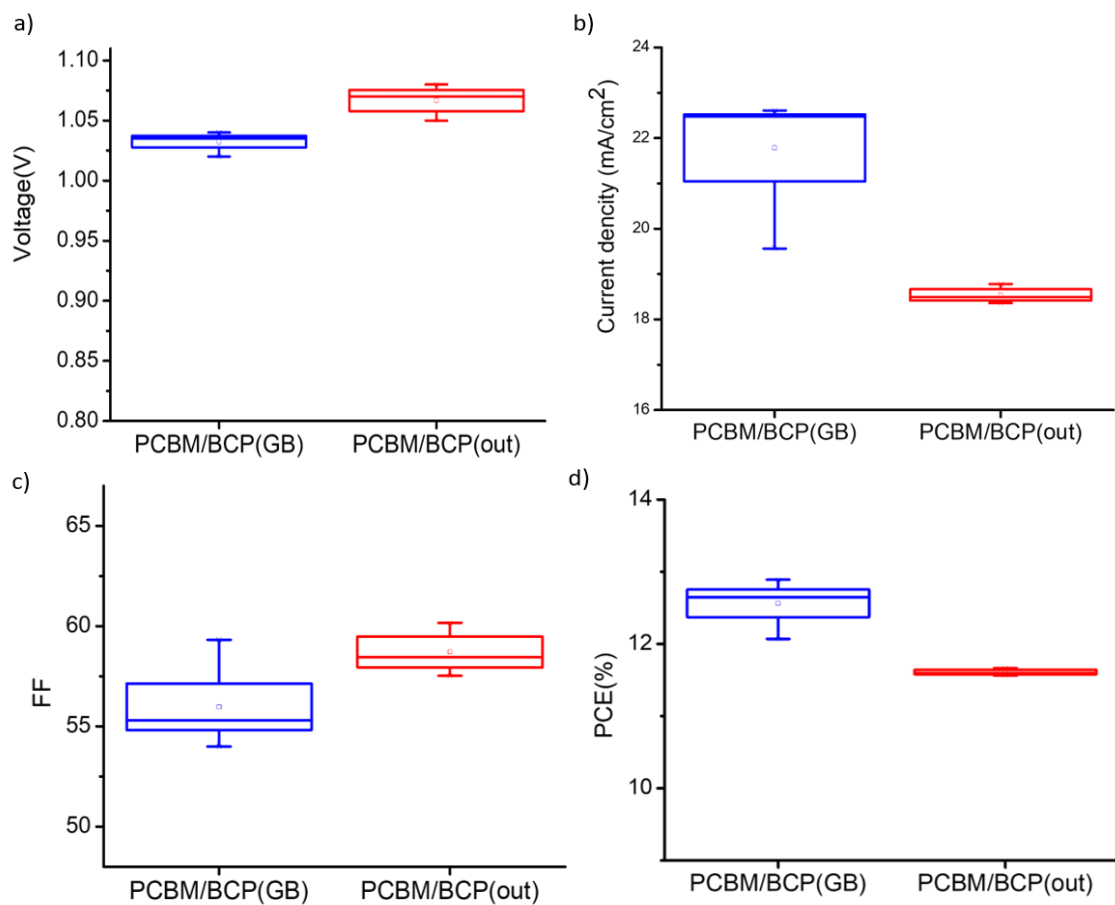 a)
1.10
1.05
1.00
0.95
0.90
0.85
0.80
Voltage(V)
PCBM/BCP(GB) PCBM/BCP(out)
b)
24
22
20
18
16
Current dencity (mA/cm²)
PCBM/BCP(GB) PCBM/BCP(out)
c)
65
60
55
50
FF
PCBM/BCP(GB) PCBM/BCP(out)
d)
14
12
10
PCE(%)
PCBM/BCP(GB) PCBM/BCP(out)